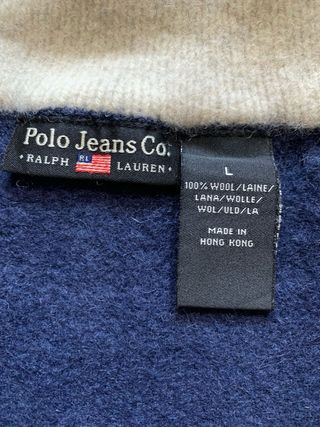 Polo Jeans Co.
• RALPH RL LAUREN •
L
100% WOOL/LAINE/
LANA/WOLLE/
WOL/ULD/LA
MADE IN
HONG KONG